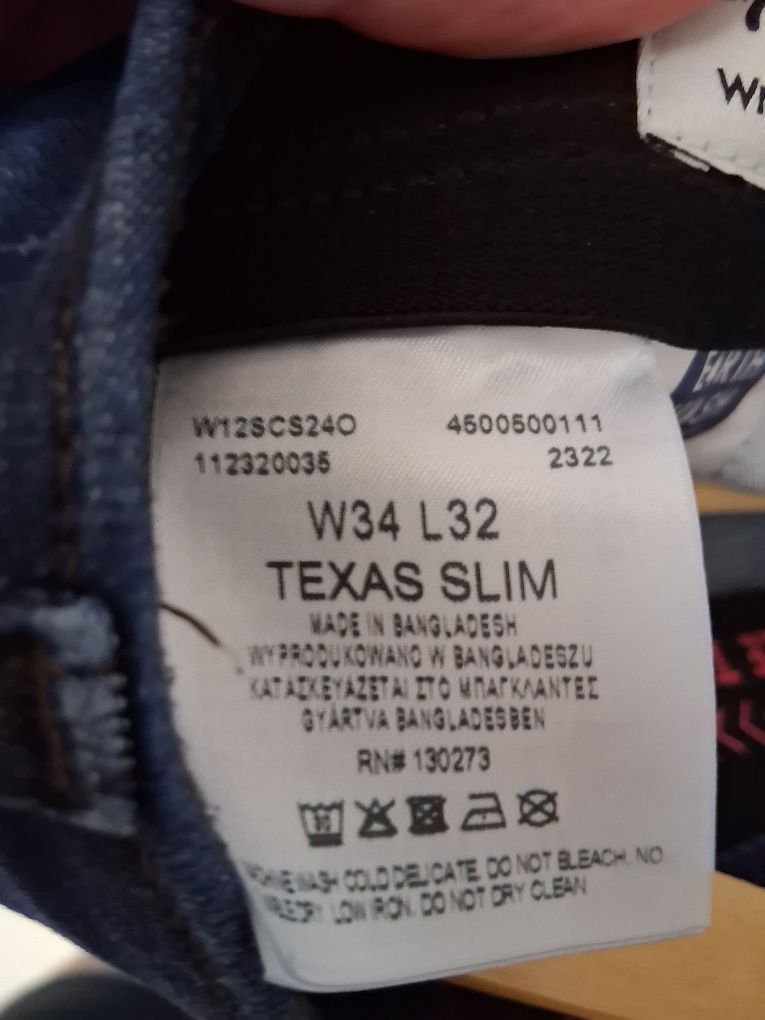 W12SCS24O 4500500111
112320035 2322
W34 L32
TEXAS SLIM
MADE IN BANGLADESH
WYPRODUKOWANO W BANGLADESZU
ΚΑΤΑΣΚΕΥΑΖΕΤΑΙ ΣΤΟ ΜΠΑΓΚΛΑΝΤΕΣ
GYÁRTVA BANGLADESBEN
RN# 130273
30
WASH COLD DELICATE. DO NOT BLEACH. NO
LOW IRON. DO NOT DRY CLEAN